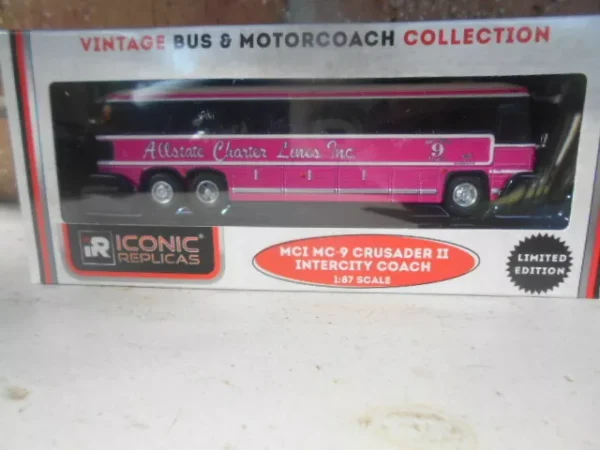 VINTAGE BUS & MOTORCOACH COLLECTION
Allstate Charter Lines Inc.
9
iR ICONIC®
REPLICAS
MCI MC-9 CRUSADER II
INTERCITY COACH
1:87 SCALE
LIMITED
EDITION